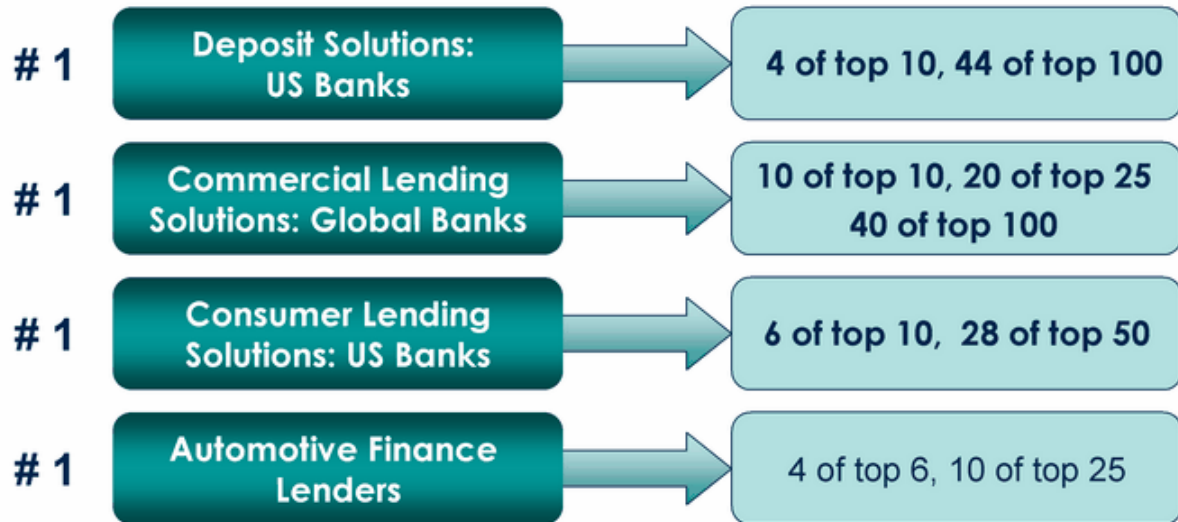 # 1
Deposit Solutions:
US Banks
4 of top 10, 44 of top 100
# 1
Commercial Lending
Solutions: Global Banks
10 of top 10, 20 of top 25
40 of top 100
# 1
Consumer Lending
Solutions: US Banks
6 of top 10,  28 of top 50
# 1
Automotive Finance
Lenders
4 of top 6, 10 of top 25